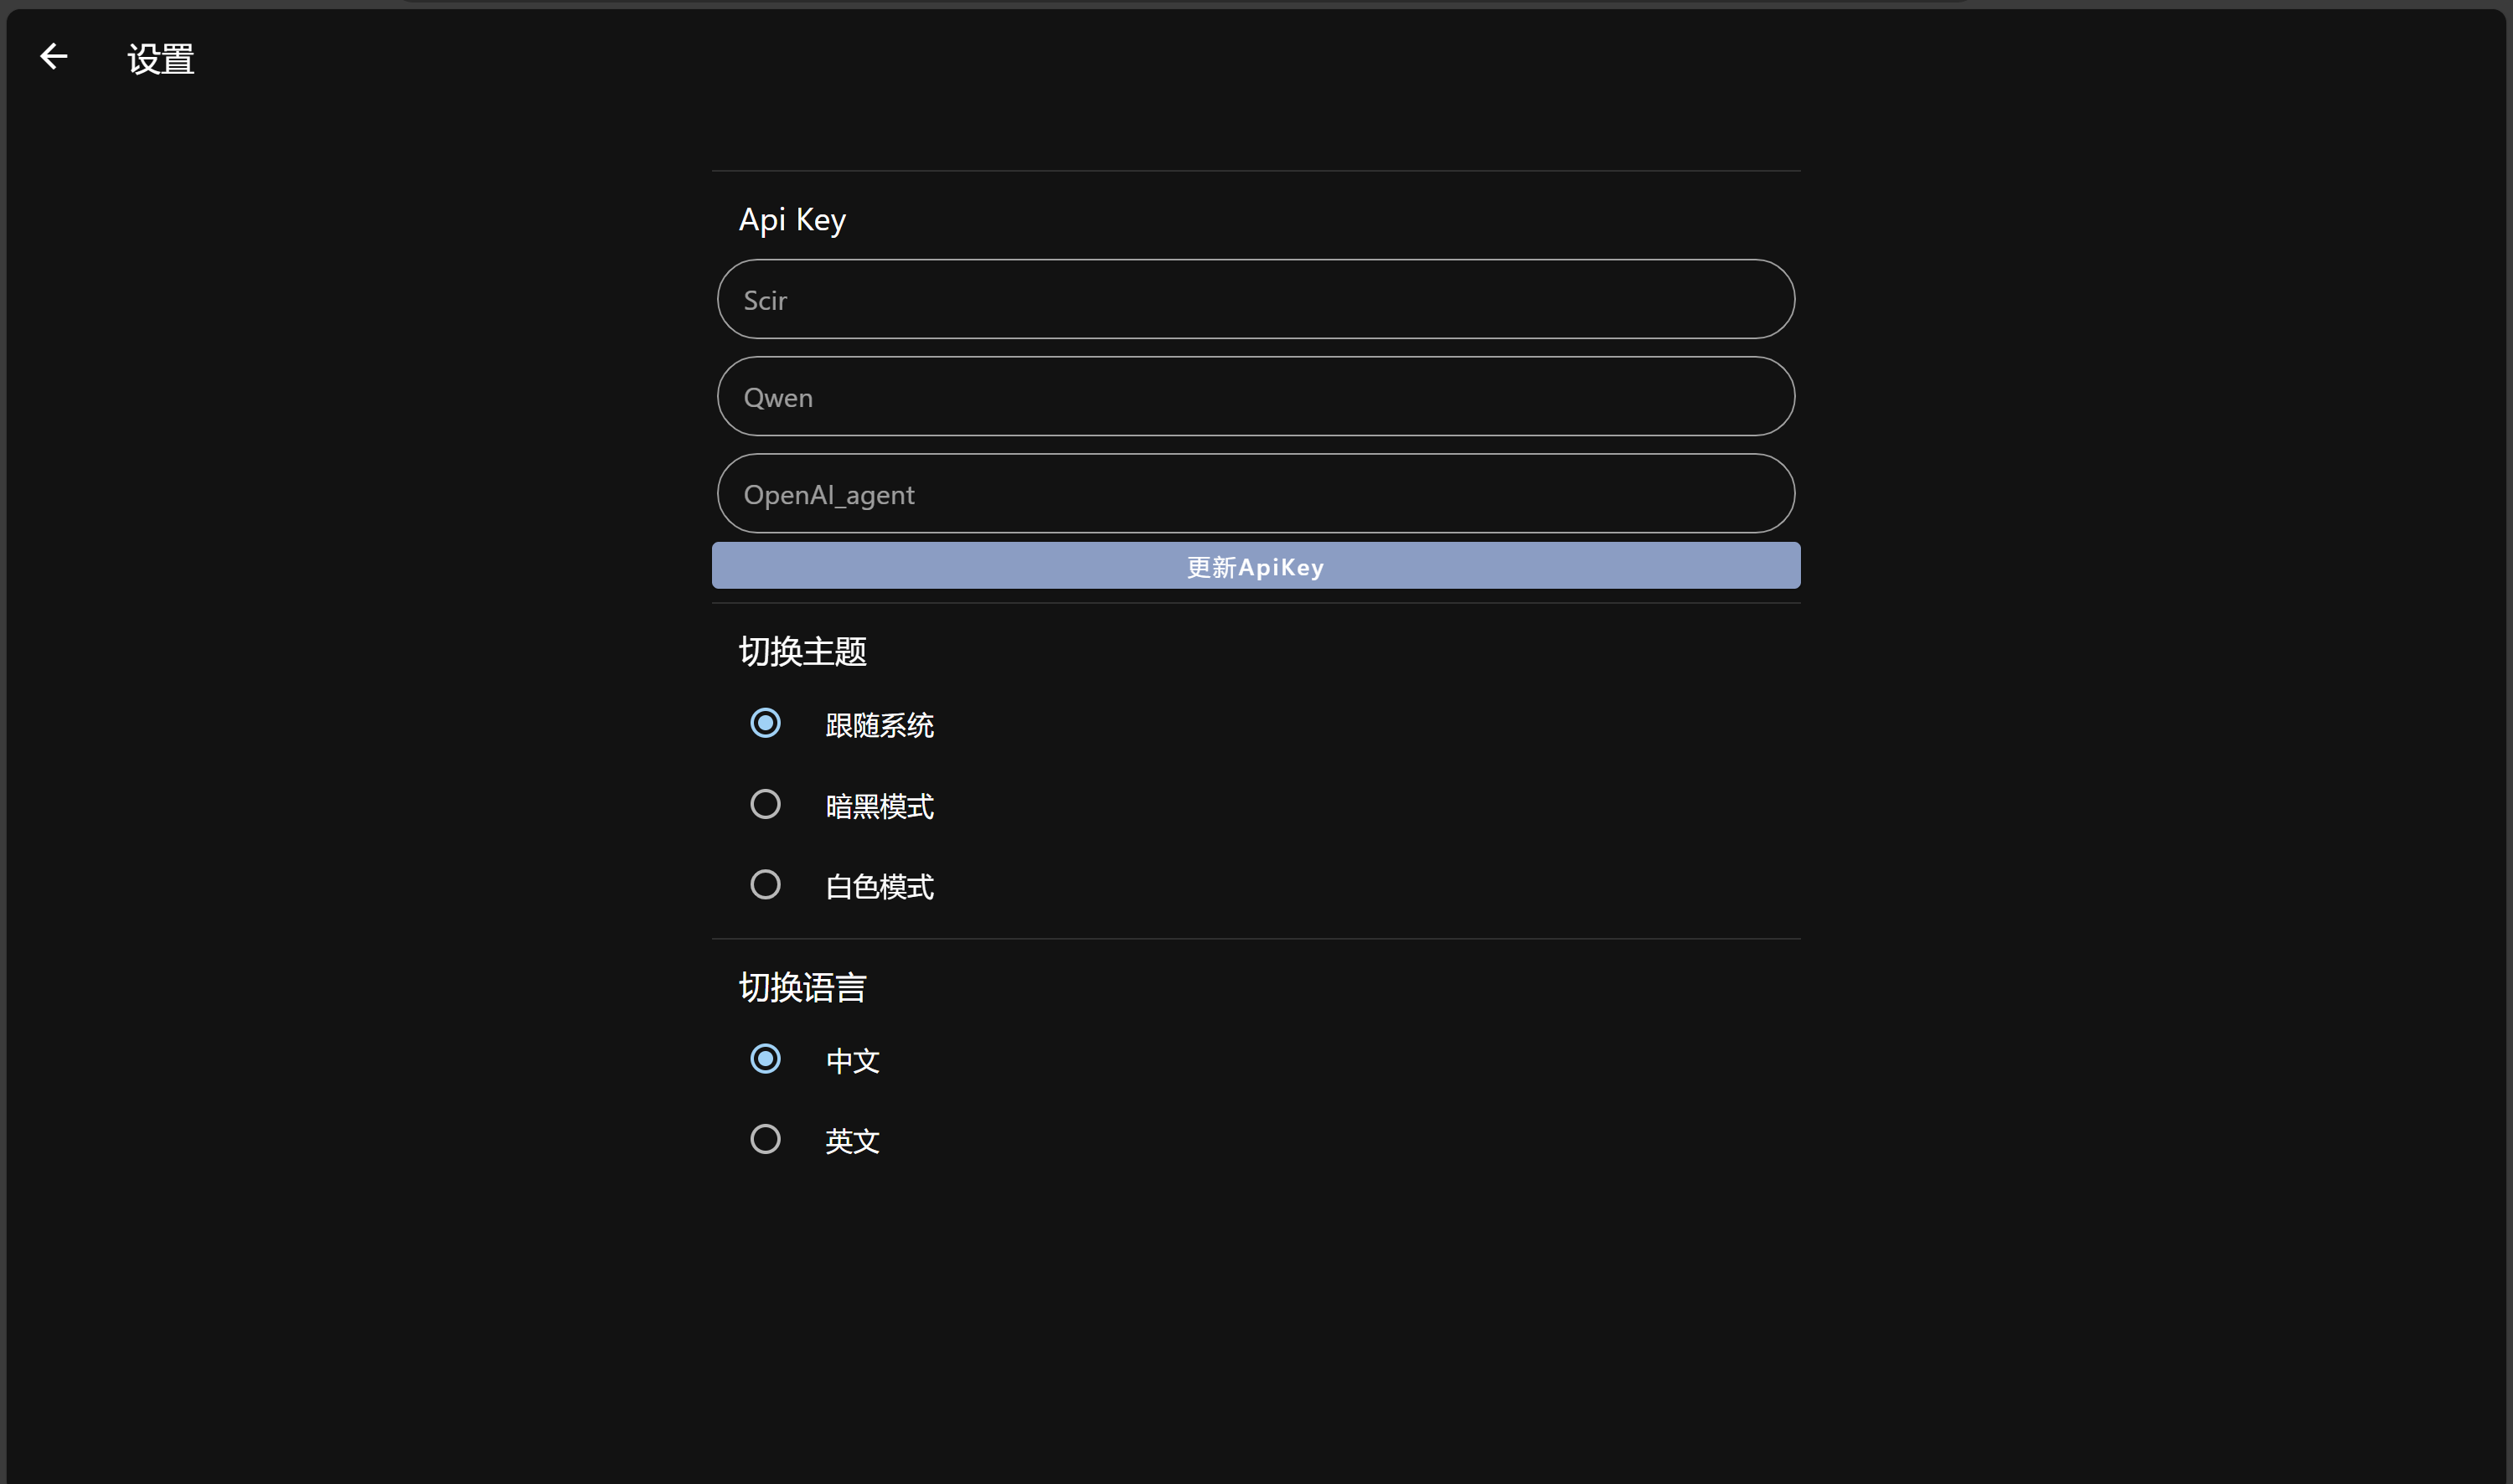 设置
Api Key
Scir
Qwen
OpenAI_agent
更新ApiKey
切换主题
跟随系统
暗黑模式
白色模式
切换语言
中文
英文